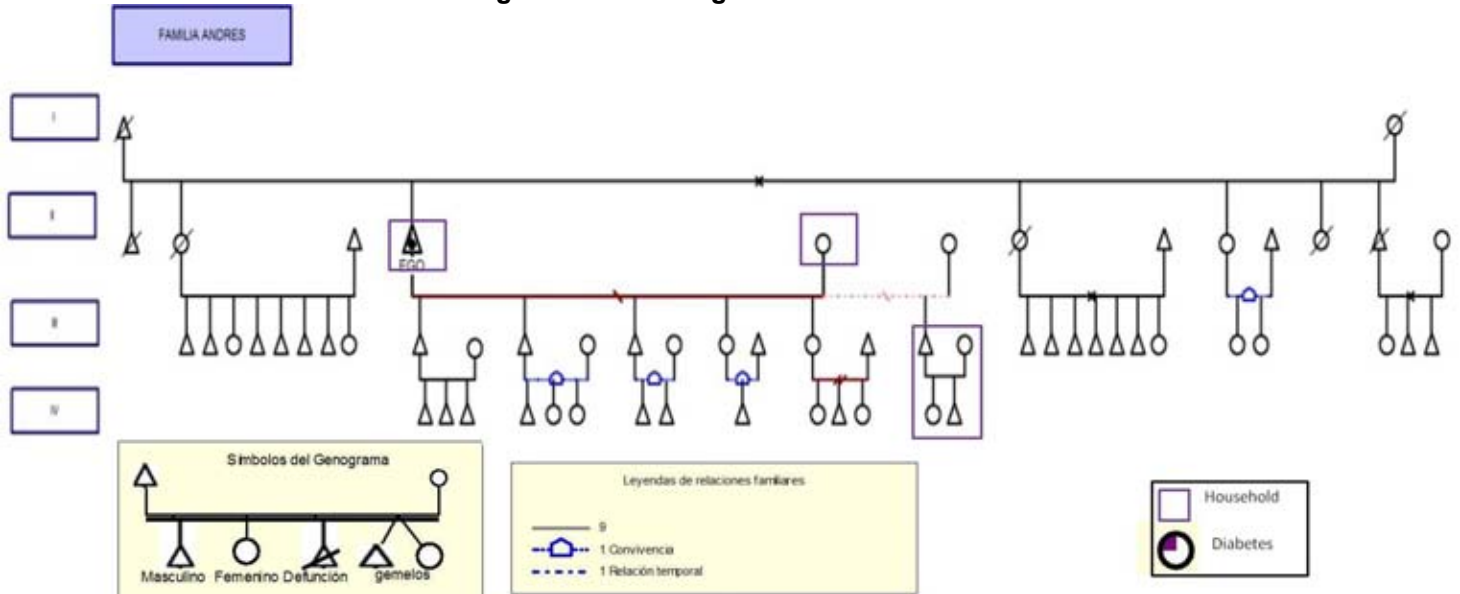 FAMILIA ANDRES
I
II
EGO
III
IV
Símbolos del Genograma
Masculino Femenino Defunción gemelos
Leyendas de relaciones familiares
9
1 Convivencia
1 Relación temporal
Household
Diabetes